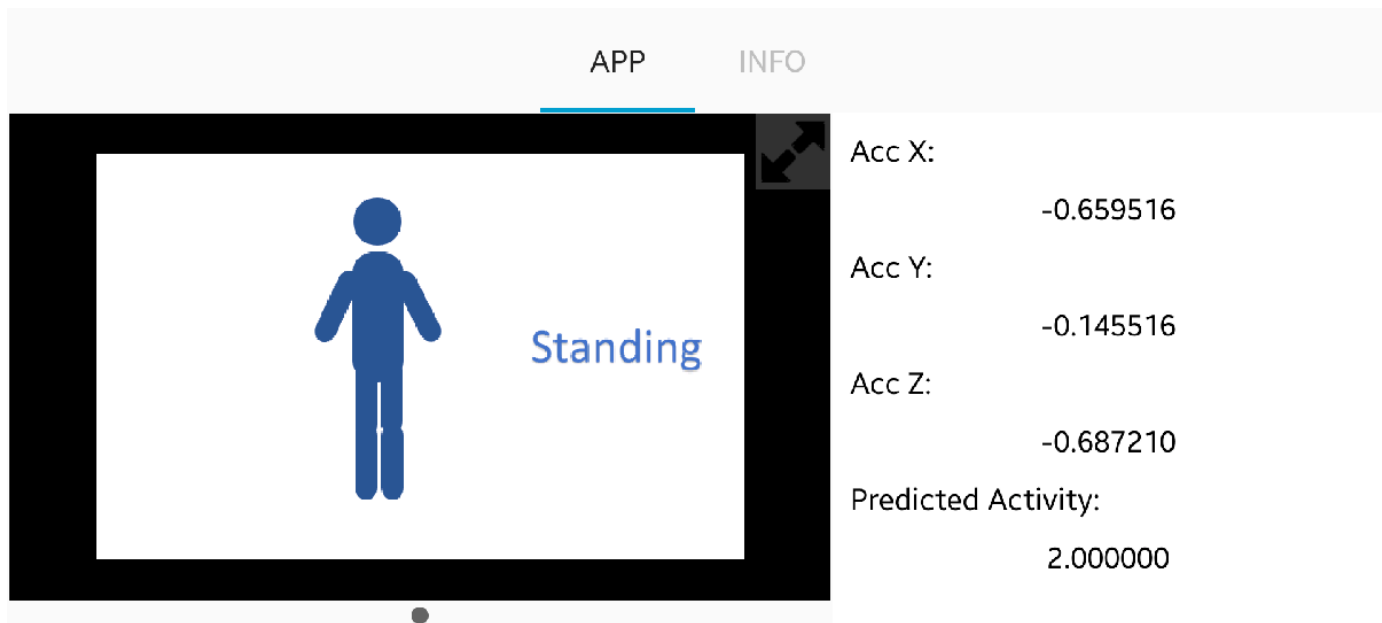 APP INFO
Standing
Acc X:
-0.659516
Acc Y:
-0.145516
Acc Z:
-0.687210
Predicted Activity:
2.000000